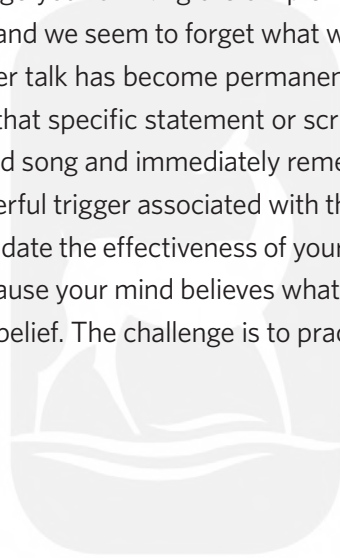 and we seem to forget what w
er talk has become permanen
that specific statement or scr
d song and immediately reme
erful trigger associated with th
date the effectiveness of your
ause your mind believes what
belief. The challenge is to prac